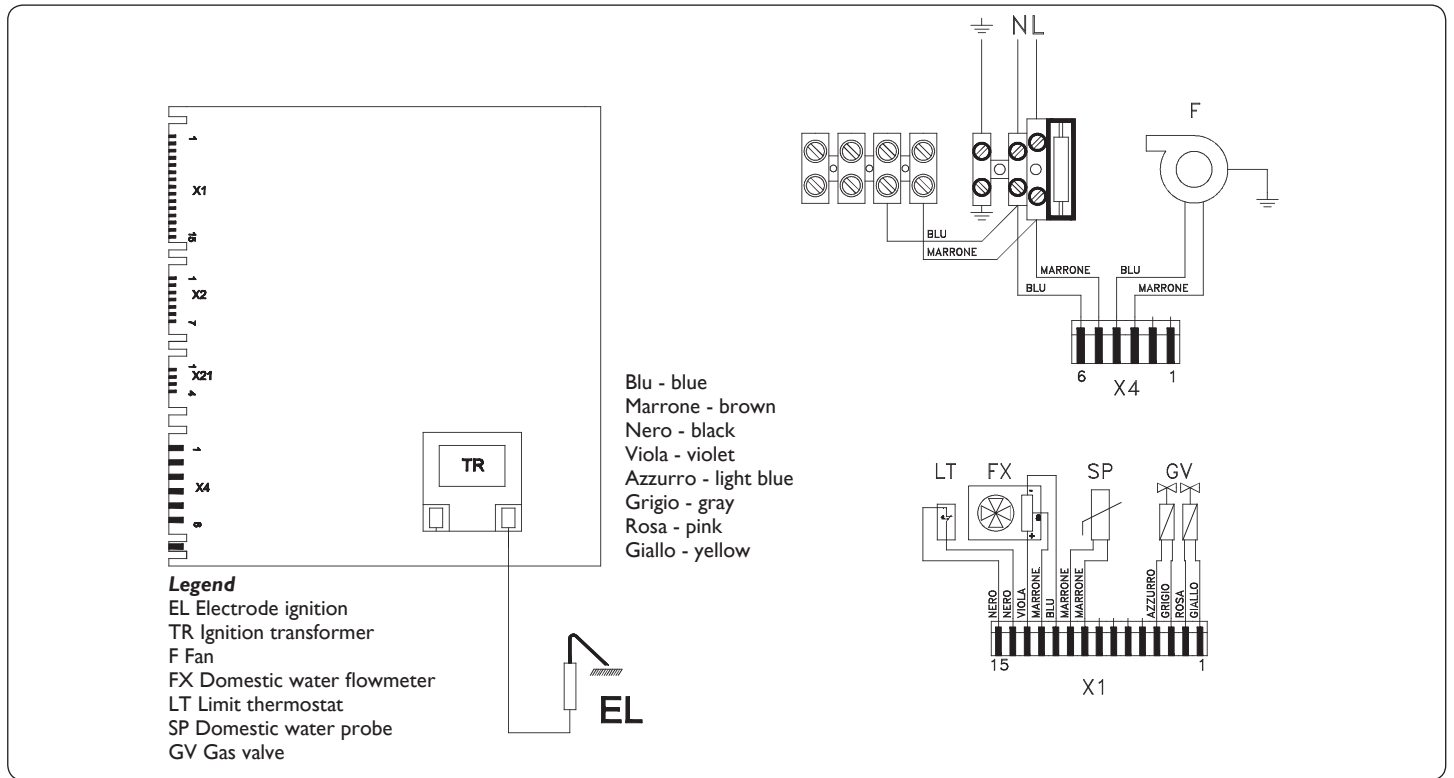 1
X1
15
1
X2
7
1
X21
4
1
X4
TR
Blu - blue
Marrone - brown
Nero - black
Viola - violet
Azzurro - light blue
Grigio - gray
Rosa - pink
Giallo - yellow
Legend
EL Electrode ignition
TR Ignition transformer
F Fan
FX Domestic water flowmeter
LT Limit thermostat
SP Domestic water probe
GV Gas valve
EL
N L
F
BLU
MARRONE
MARRONE
BLU
BLU
MARRONE
6 1
X4
LT FX SP GV
-
+
NERO
NERO
VIOLA
MARRONE
BLU
MARRONE
MARRONE
AZZURRO
GRIGIO
ROSA
GIALLO
15 1
X1